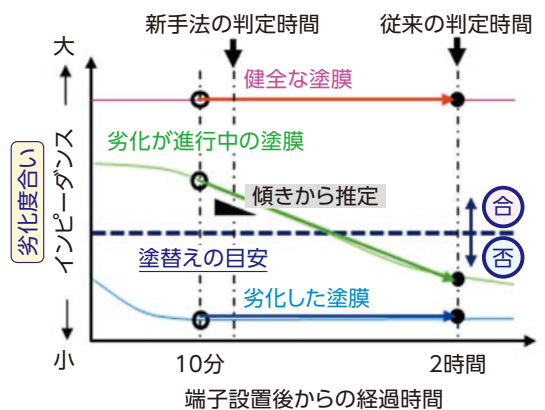 新手法の判定時間
従来の判定時間
大
健全な塗膜
劣化が進行中の塗膜
劣化度合い
インピーダンス
傾きから推定
合
否
塗替えの目安
劣化した塗膜
小
10分
2時間
端子設置後からの経過時間